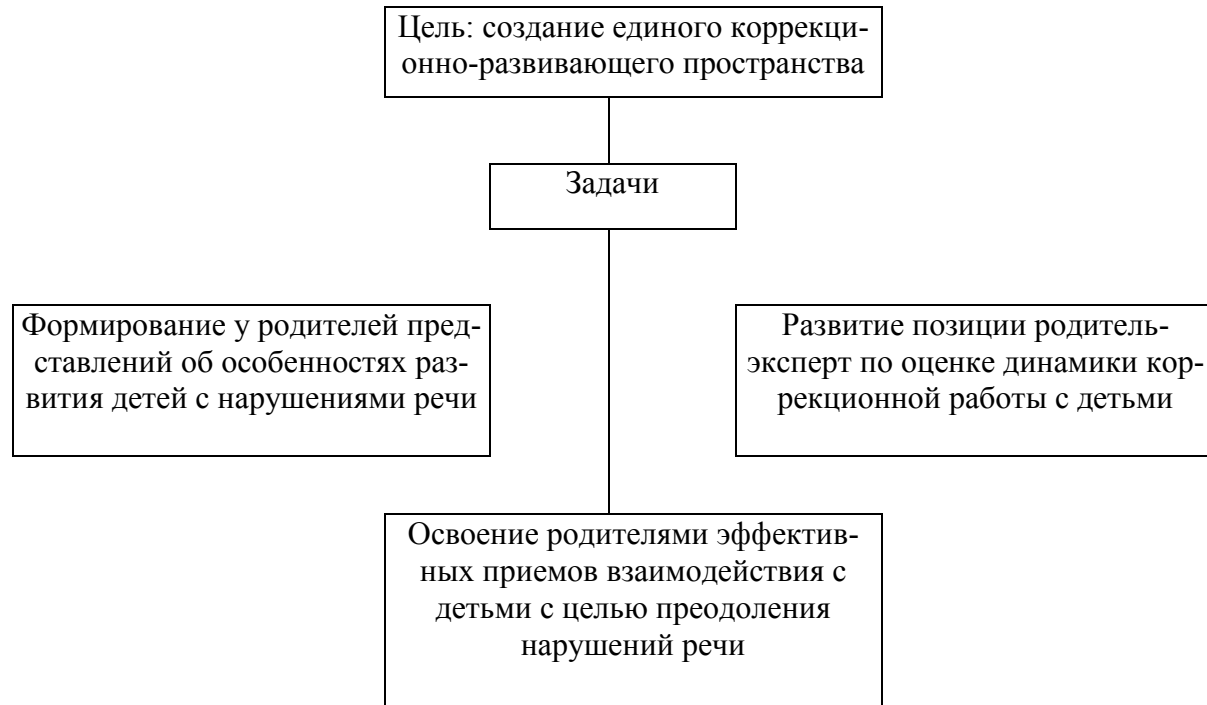 Цель: создание единого коррекци-
онно-развивающего пространства
Задачи
Формирование у родителей пред-
ставлений об особенностях раз-
вития детей с нарушениями речи
Развитие позиции родитель-
эксперт по оценке динамики кор-
рекционной работы с детьми
Освоение родителями эффектив-
ных приемов взаимодействия с
детьми с целью преодоления
нарушений речи